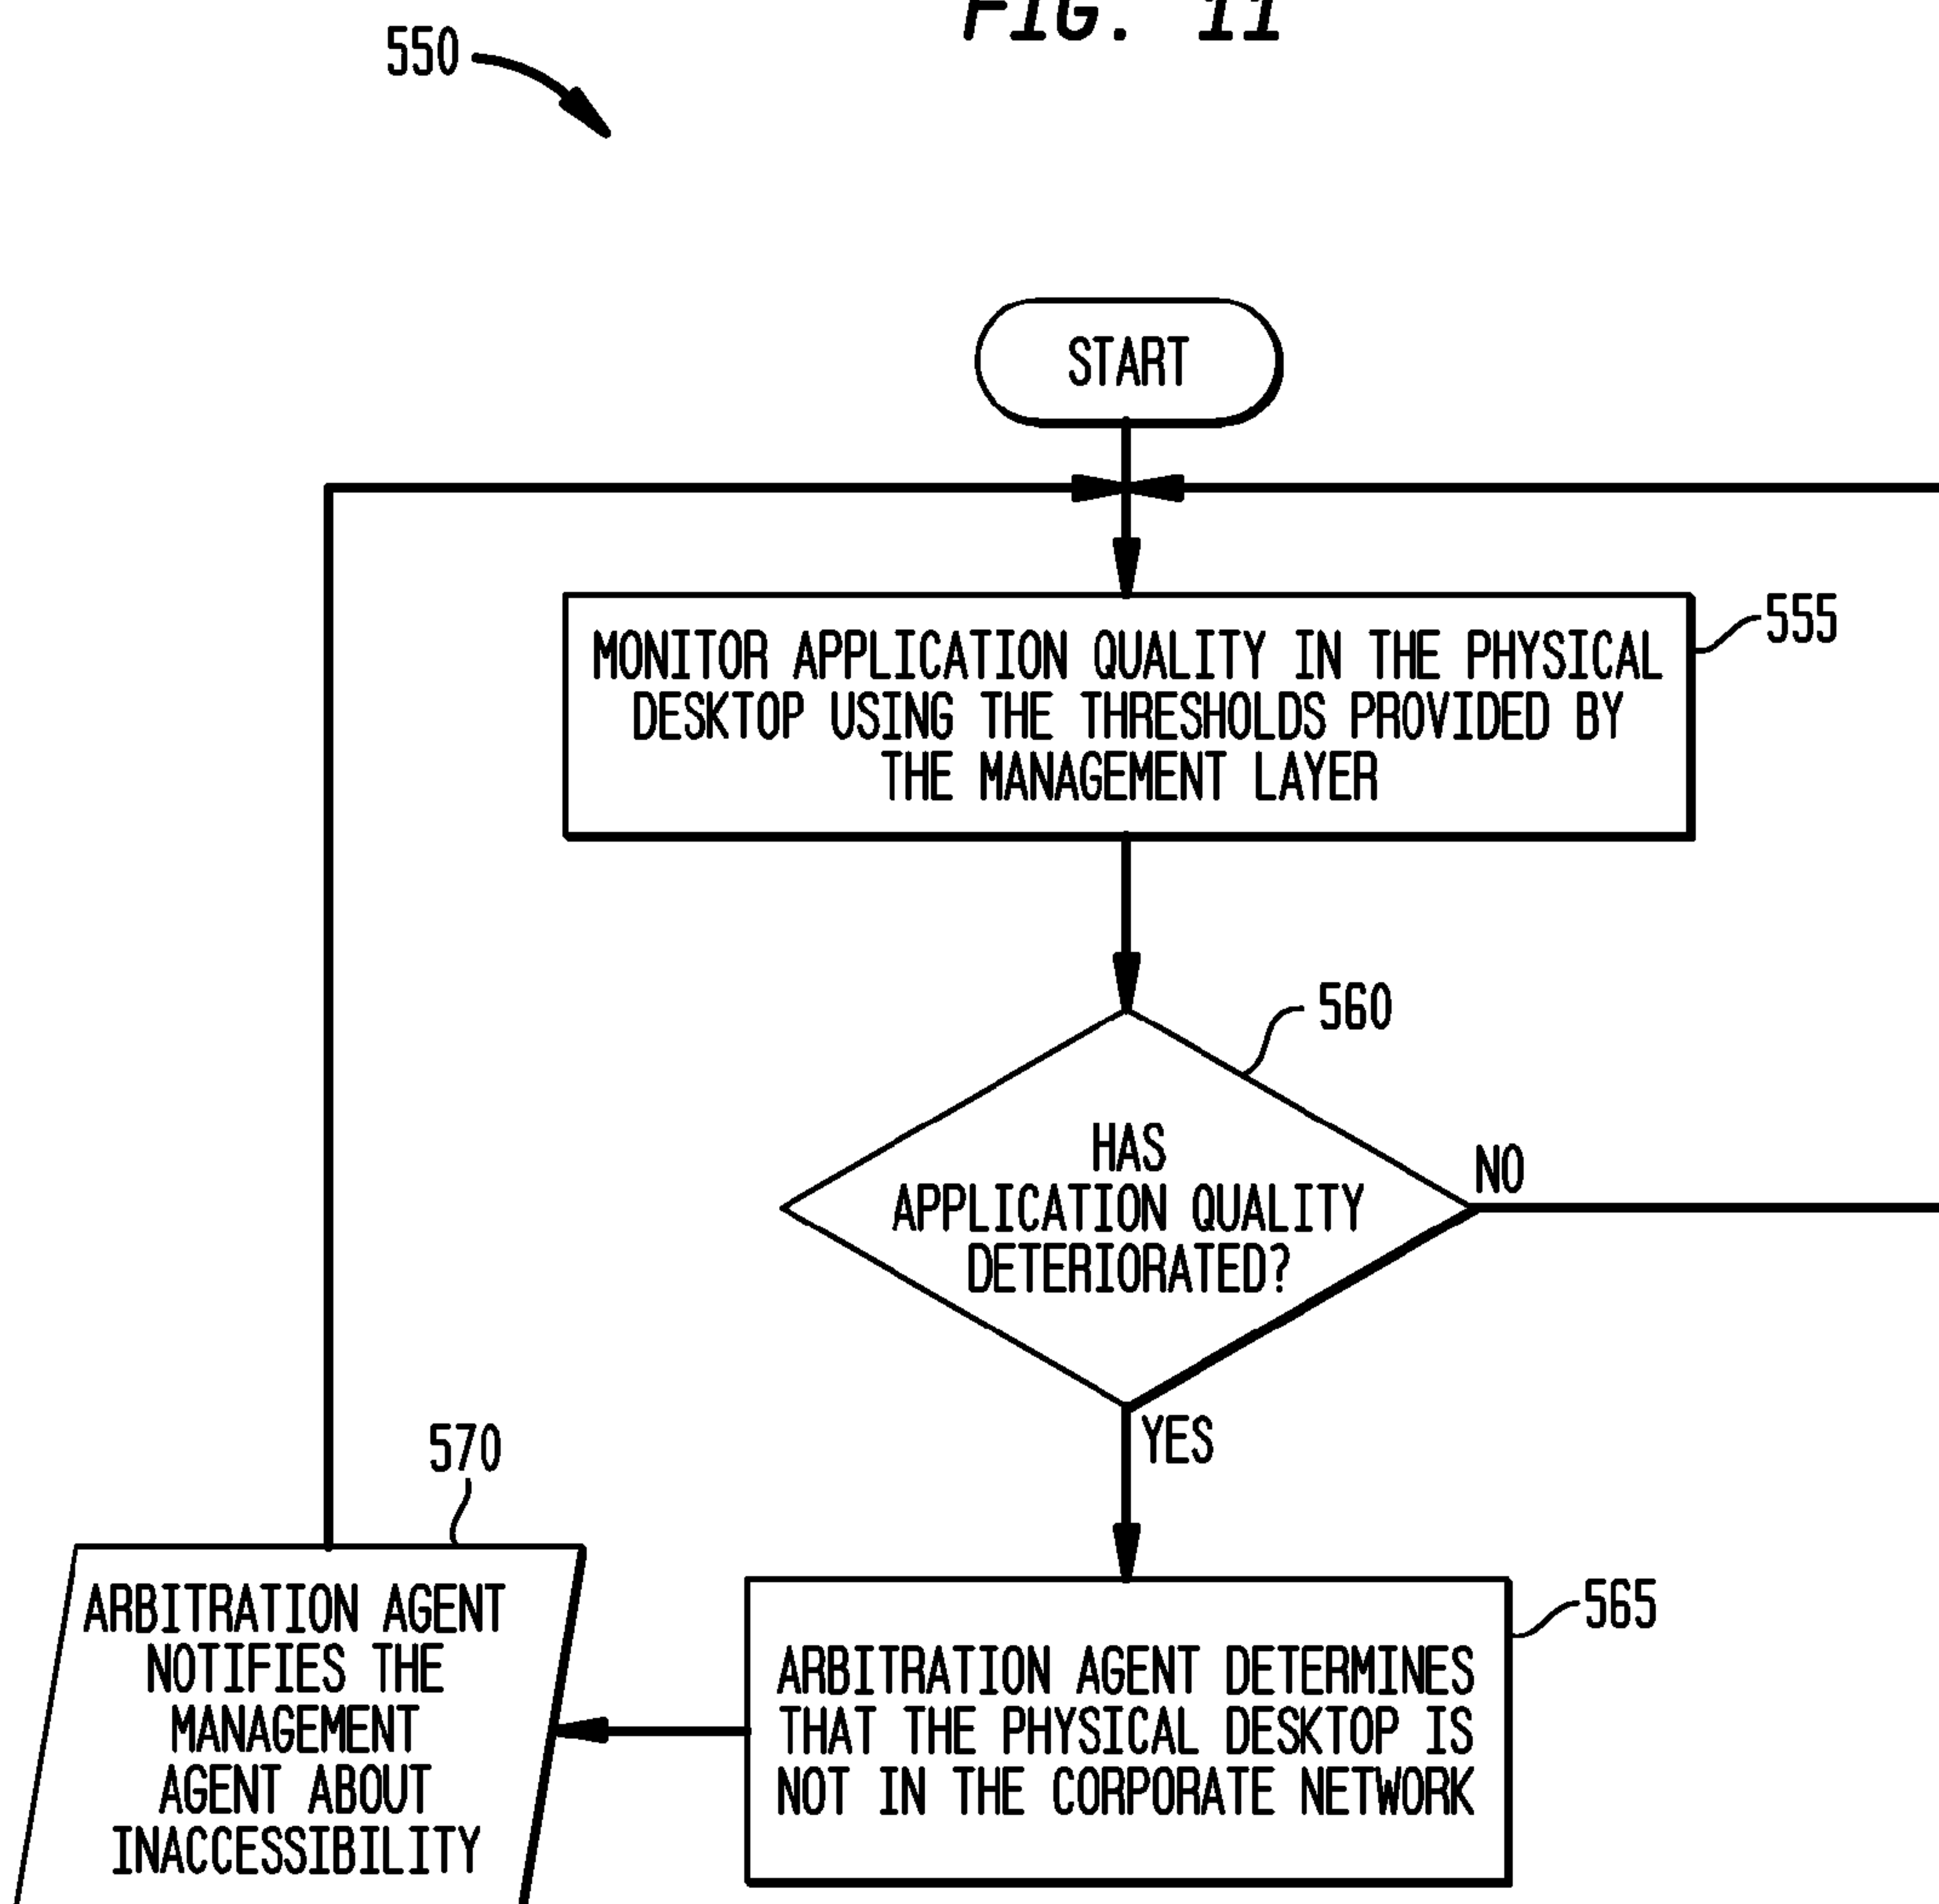 FIG. 11
550
START
555
MONITOR APPLICATION QUALITY IN THE PHYSICAL
DESKTOP USING THE THRESHOLDS PROVIDED BY
THE MANAGEMENT LAYER
560
HAS
APPLICATION QUALITY
DETERIORATED?
NO
YES
570
ARBITRATION AGENT
NOTIFIES THE
MANAGEMENT
AGENT ABOUT
INACCESSIBILITY
565
ARBITRATION AGENT DETERMINES
THAT THE PHYSICAL DESKTOP IS
NOT IN THE CORPORATE NETWORK